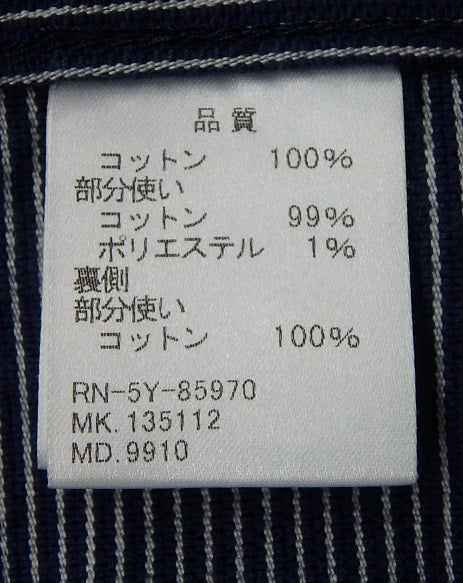 品質
コットン 100%
部分使い
コットン 99%
ポリエステル 1%
裏側
部分使い
コットン 100%
RN-5Y-85970
MK.135112
MD.9910